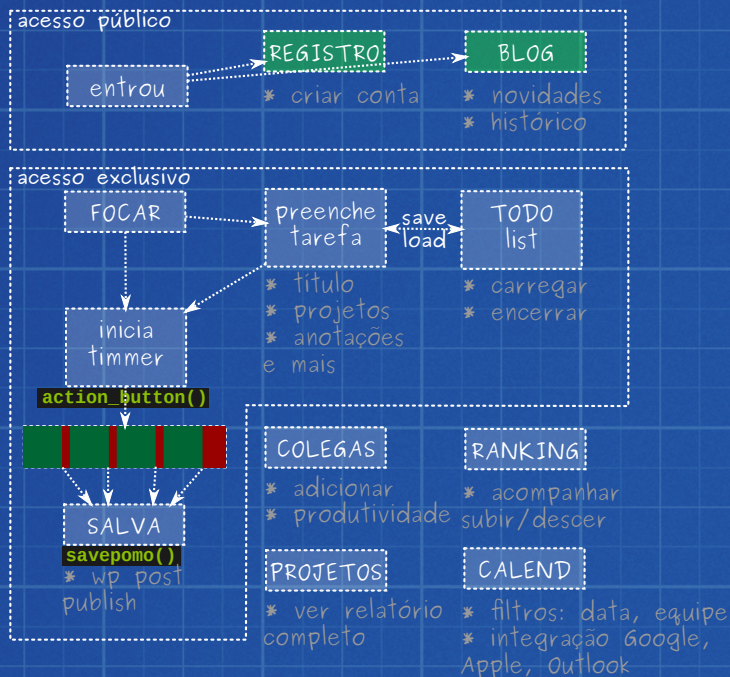 acesso público
entrou
REGISTRO
* criar conta
BLOG
* novidades
* histórico
acesso exclusivo
FOCAR
preenche
tarefa
save
load
TODO
list
* título
* projetos
* anotações
e mais
* carregar
* encerrar
inicia
timmer
action_button()
SALVA
savepomo()
* wp post
publish
COLEGAS
* adicionar
* produtividade
RANKING
* acompanhar
subir/descer
PROJETOS
* ver relatório
completo
CALEND
* filtros: data, equipe
* integração Google,
Apple, Outlook